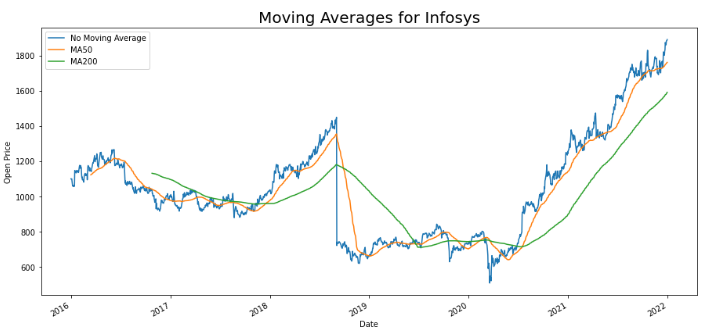 Moving Averages for Infosys
No Moving Average
MA50
MA200
Open Price
1800
1600
1400
1200
1000
800
600
2016
2017
2018
2019
2020
2021
2022
Date